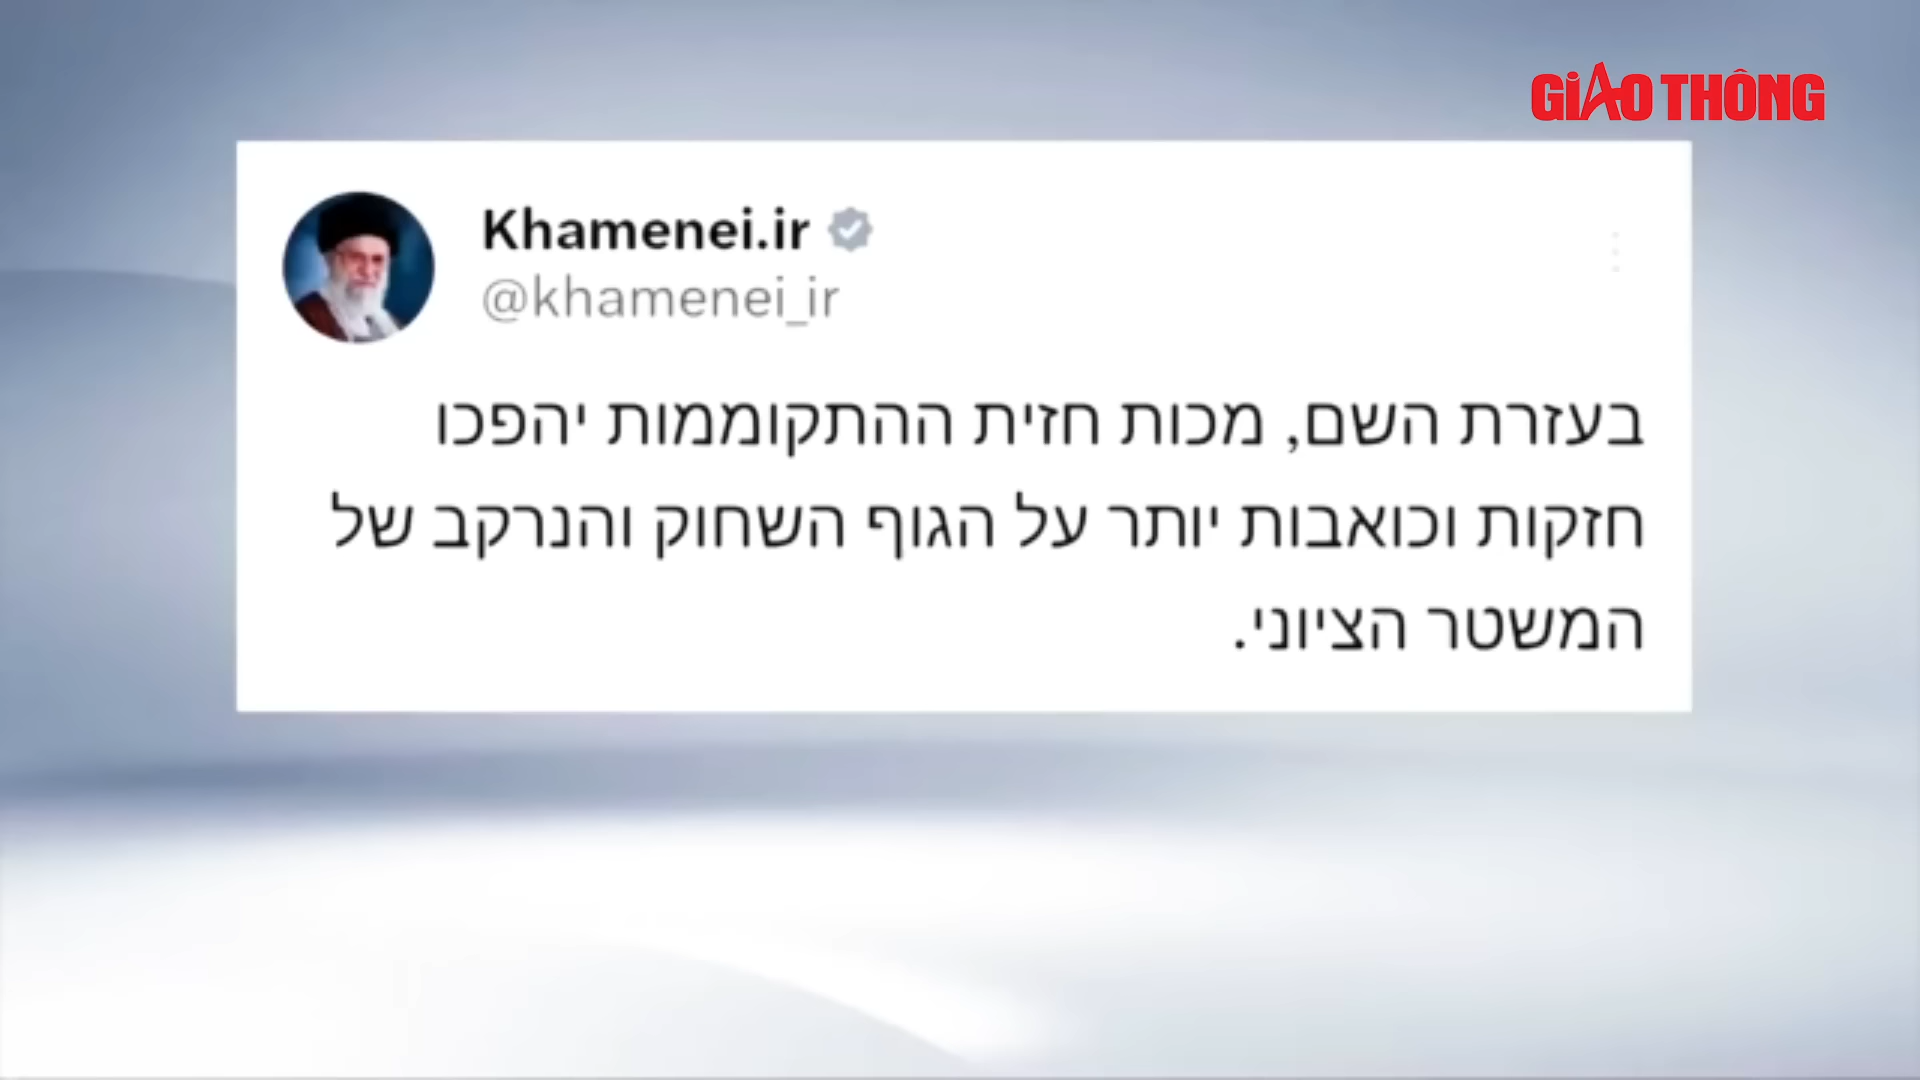 GIAO THÔNG
Khamenei.ir
@khamenei_ir
בעזרת השם, מכות חזית ההתקוממות יהפכו
חזקות וכואבות יותר על הגוף השחוק והנרקב של
המשטר הציוני.